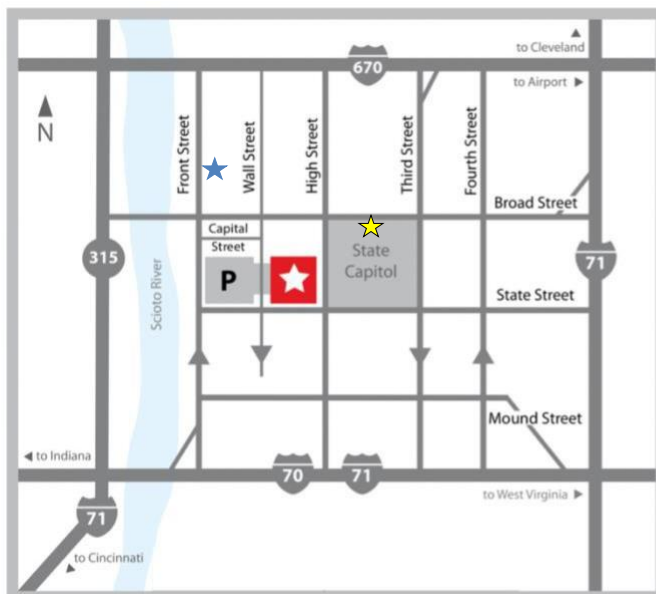 to Cleveland
670
to Airport
N
Front Street
Wall Street
High Street
Third Street
Fourth Street
Broad Street
Capital
Street
315
State
Capitol
71
P
Scioto River
State Street
Mound Street
to Indiana
70
71
to West Virginia
71
to Cincinnati